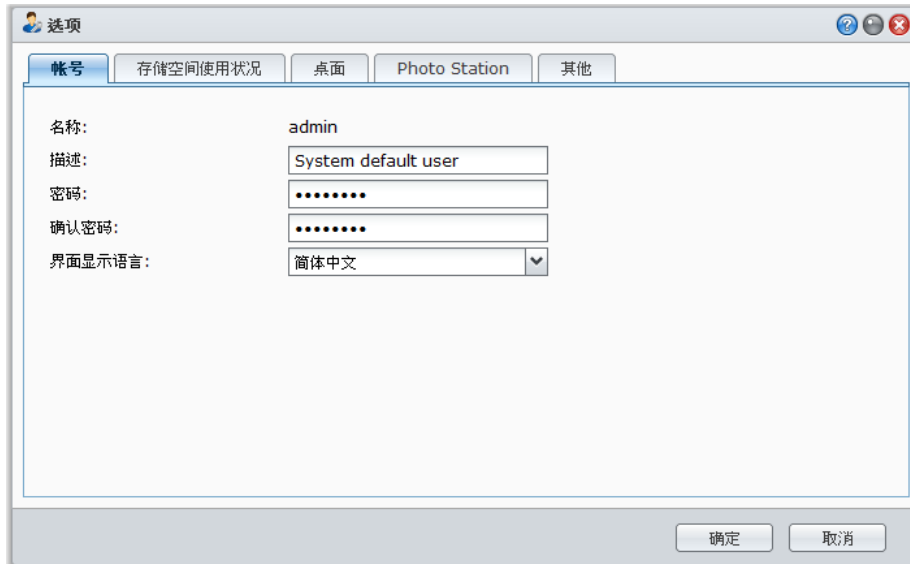 选项
帐号 存储空间使用状况 桌面 Photo Station 其他
名称: admin
描述: System default user
密码: ••••••••
确认密码: ••••••••
界面显示语言: 简体中文
确定 取消